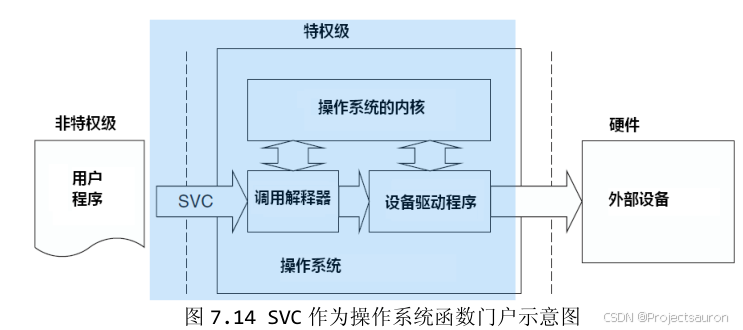 特权级
非特权级
操作系统的内核
硬件
用户
程序
SVC
调用解释器
设备驱动程序
外部设备
操作系统
图 7.14 SVC 作为操作系统函数门户示意图
CSDN @Projectsauron